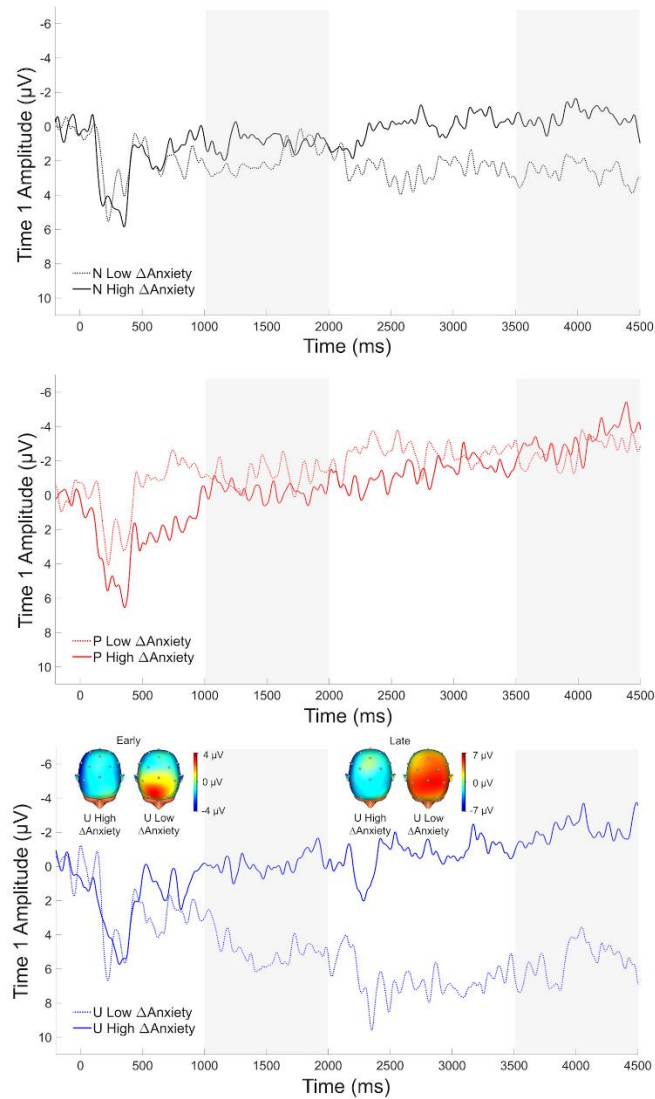 -6
-4
-2
0
2
4
6
8
10
Time 1 Amplitude (µV)
N Low ΔAnxiety
N High ΔAnxiety
0 500 1000 1500 2000 2500 3000 3500 4000 4500
Time (ms)
-6
-4
-2
0
2
4
6
8
10
Time 1 Amplitude (µV)
P Low ΔAnxiety
P High ΔAnxiety
0 500 1000 1500 2000 2500 3000 3500 4000 4500
Time (ms)
Early
4 µV
0 µV
-4 µV
U High
ΔAnxiety
U Low
ΔAnxiety
Late
7 µV
0 µV
-7 µV
U High
ΔAnxiety
U Low
ΔAnxiety
-6
-4
-2
0
2
4
6
8
10
Time 1 Amplitude (µV)
U Low ΔAnxiety
U High ΔAnxiety
0 500 1000 1500 2000 2500 3000 3500 4000 4500
Time (ms)